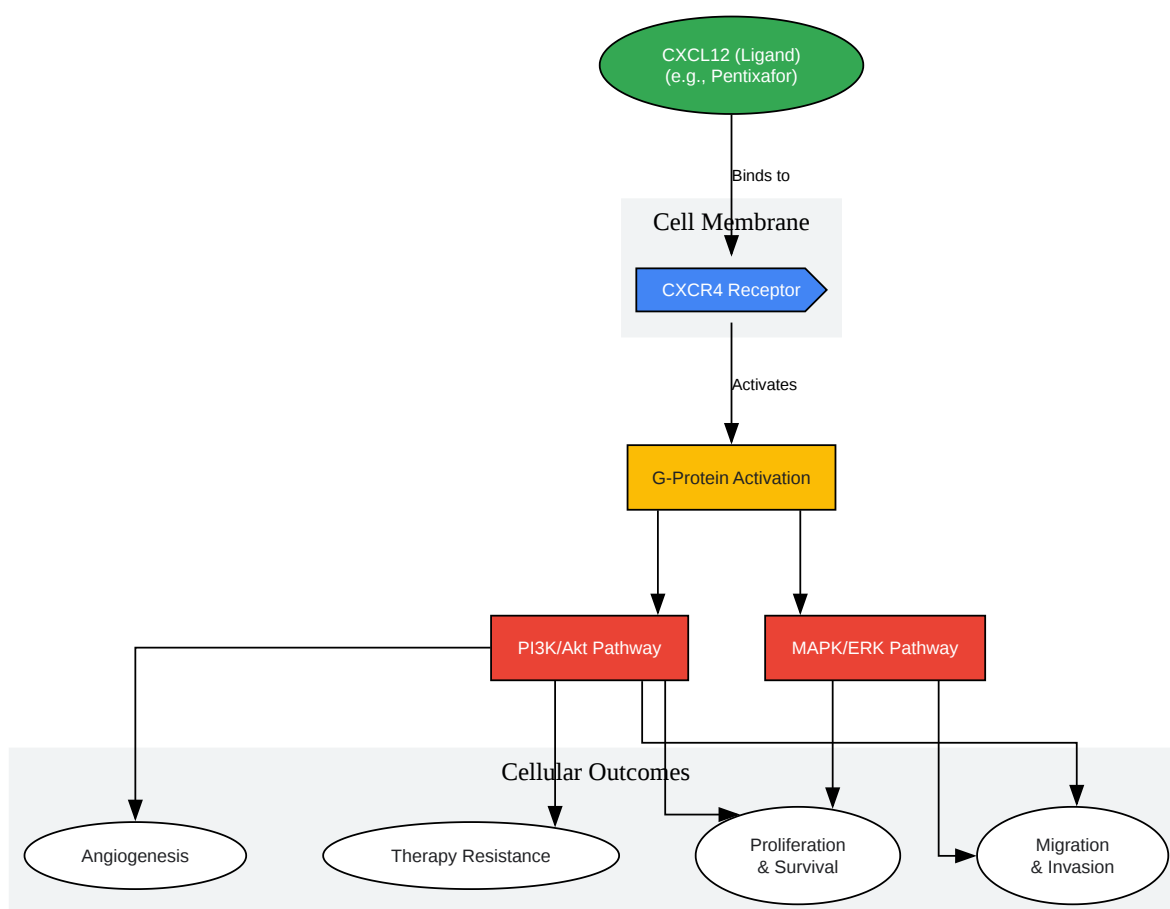 CXCL12 (Ligand)
(e.g., Pentixafor)
Binds to
Cell Membrane
CXCR4 Receptor
Activates
G-Protein Activation
PI3K/Akt Pathway
MAPK/ERK Pathway
Cellular Outcomes
Angiogenesis
Therapy Resistance
Proliferation
& Survival
Migration
& Invasion